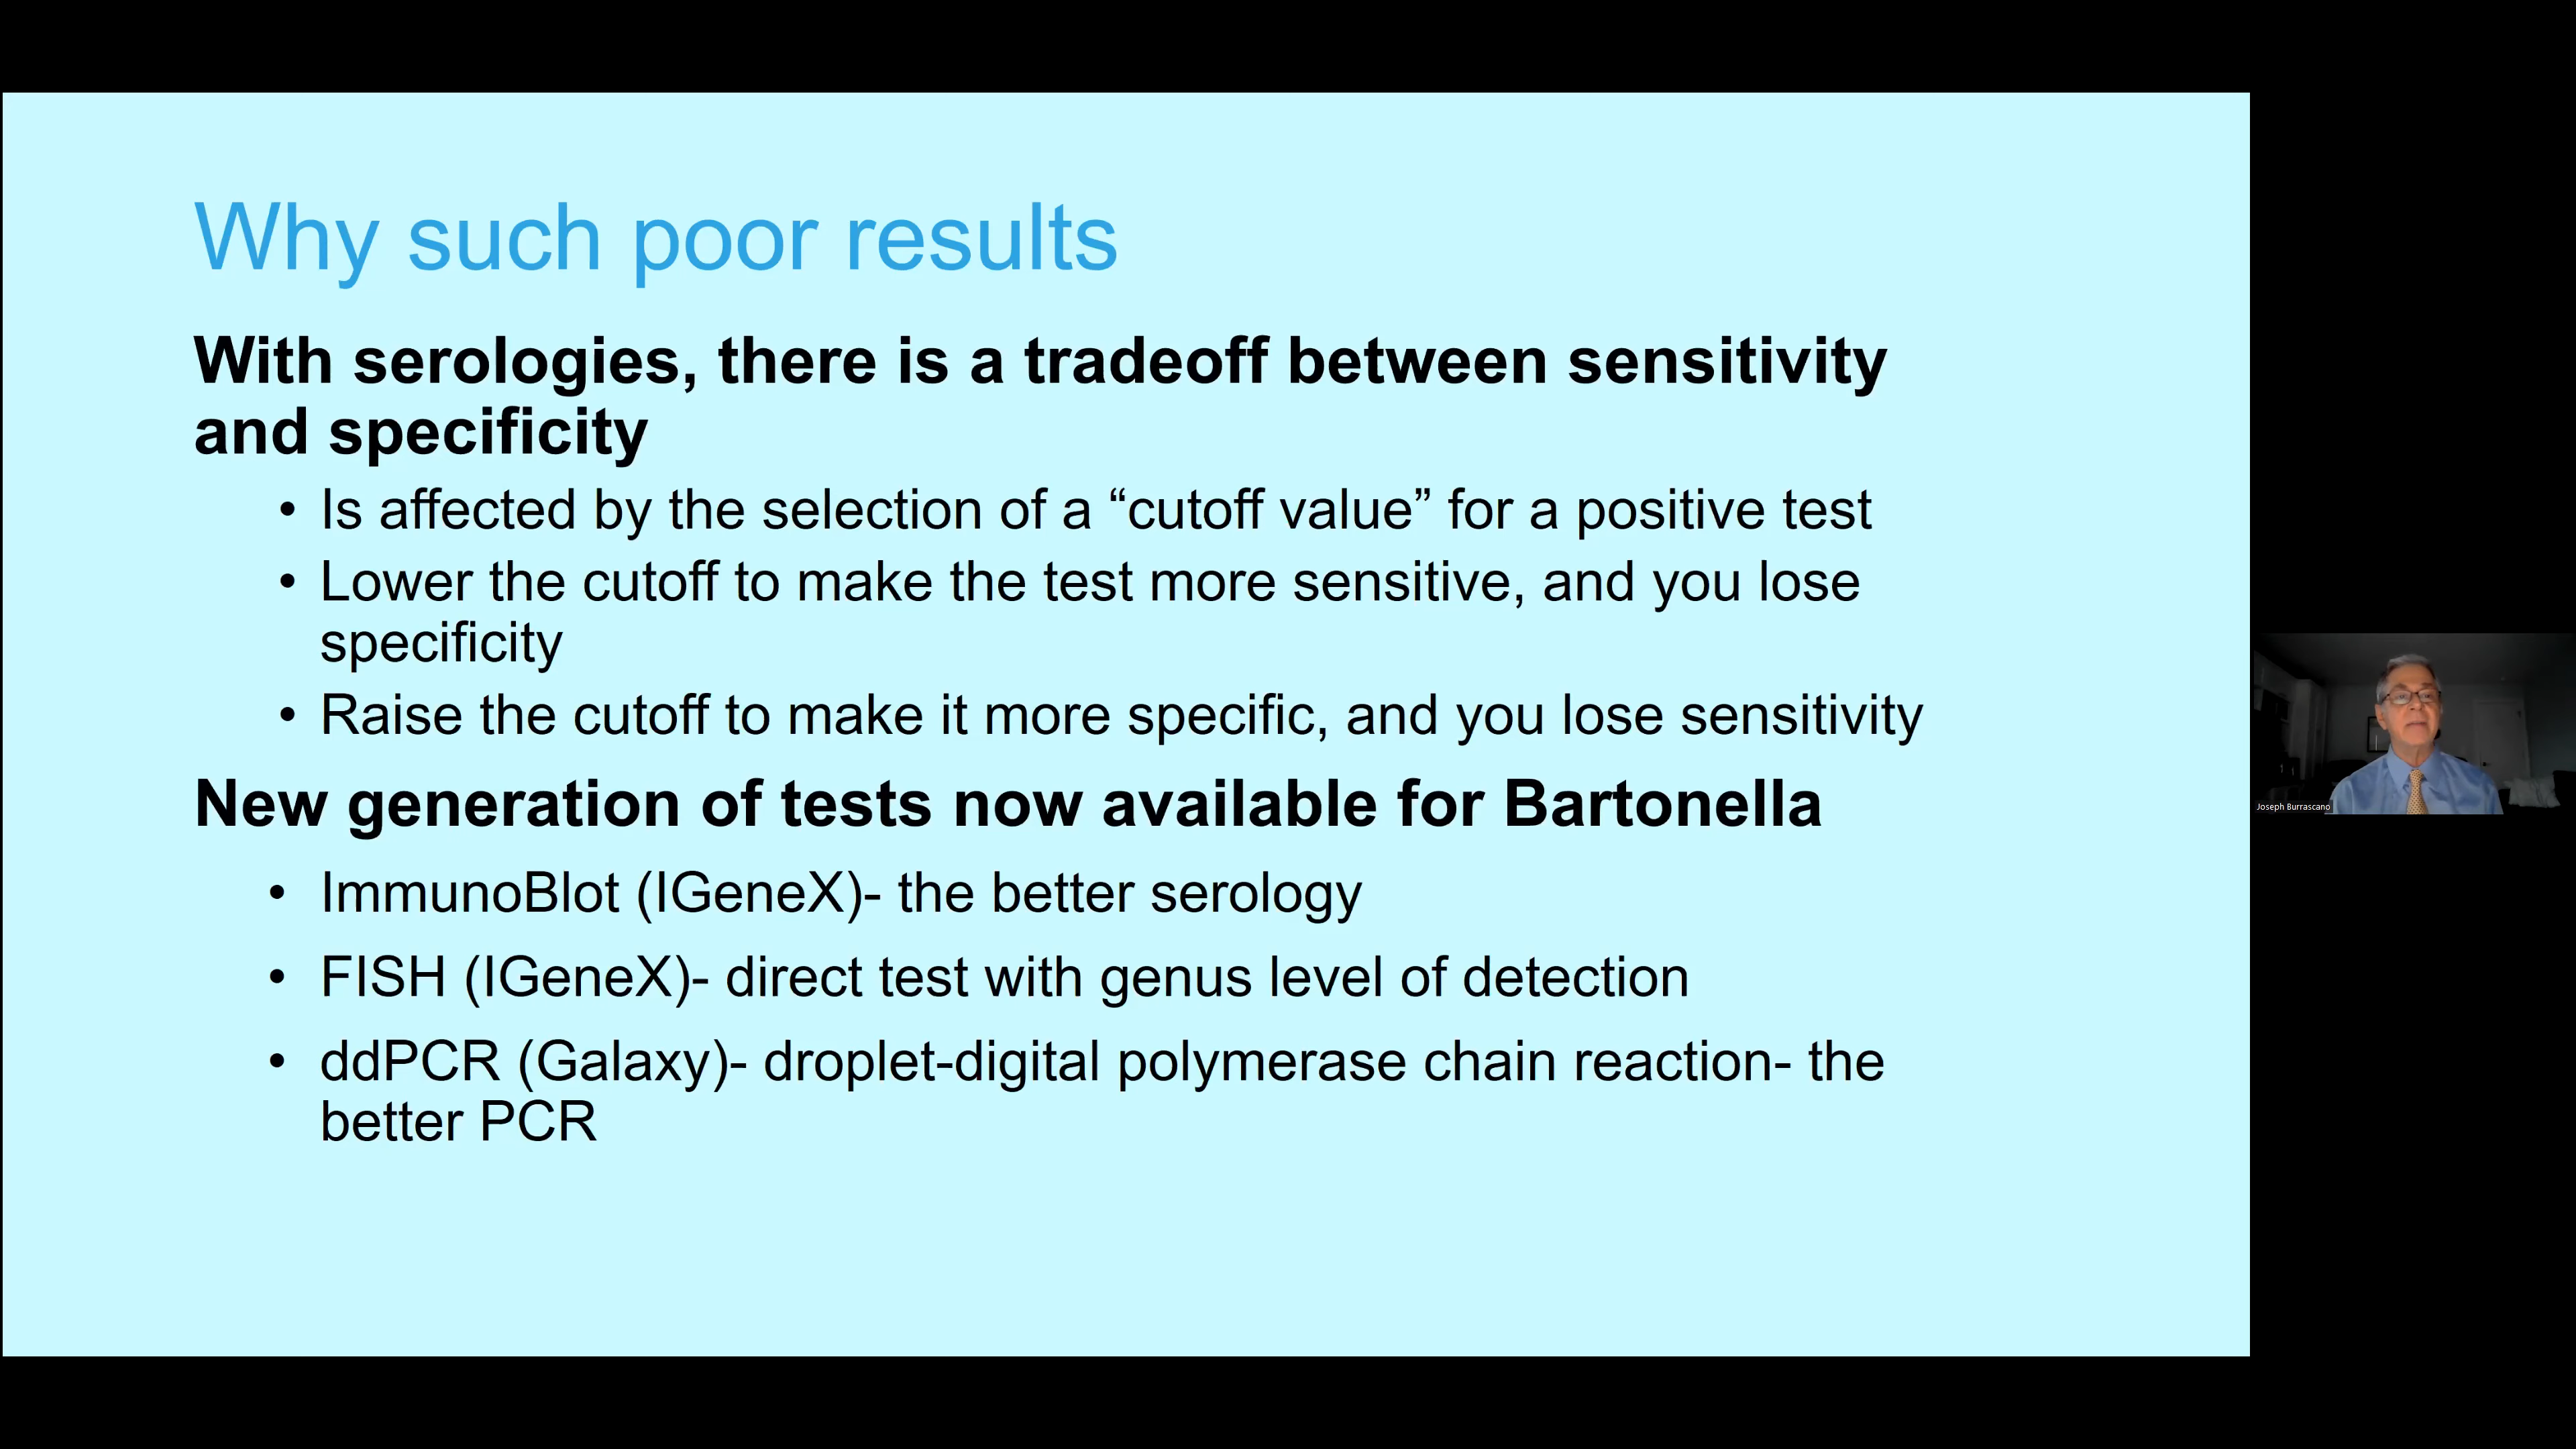 Why such poor results
With serologies, there is a tradeoff between sensitivity
and specificity
• Is affected by the selection of a “cutoff value” for a positive test
• Lower the cutoff to make the test more sensitive, and you lose
specificity
• Raise the cutoff to make it more specific, and you lose sensitivity
New generation of tests now available for Bartonella
• ImmunoBlot (IGeneX)- the better serology
• FISH (IGeneX)- direct test with genus level of detection
• ddPCR (Galaxy)- droplet-digital polymerase chain reaction- the
better PCR
Joseph Burrascano